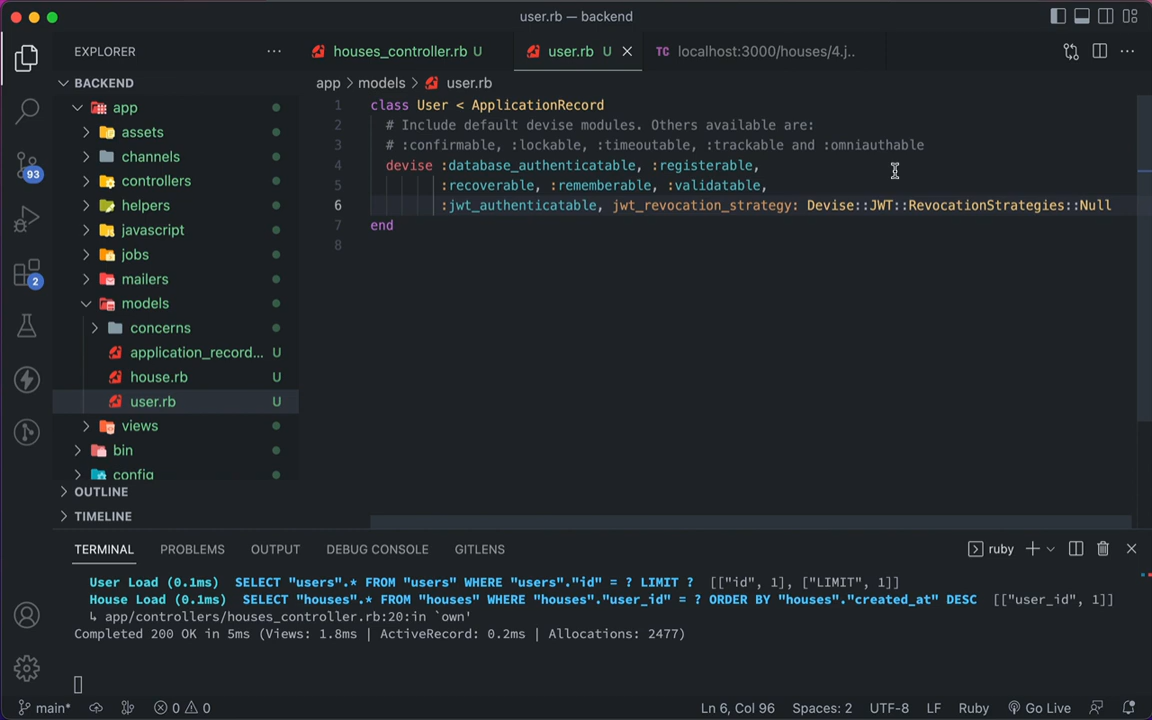 user.rb — backend
EXPLORER
houses_controller.rb U
user.rb U
TC localhost:3000/houses/4.j..
BACKEND
app > models > user.rb
app
assets
channels
controllers
helpers
javascript
jobs
mailers
models
concerns
application_record... U
house.rb U
user.rb U
views
bin
config
OUTLINE
TIMELINE
93
2
1 class User < ApplicationRecord
2 # Include default devise modules. Others available are:
3 # :confirmable, :lockable, :timeoutable, :trackable and :omniauthable
4 devise :database_authenticatable, :registerable,
5 :recoverable, :rememberable, :validatable,
6 :jwt_authenticatable, jwt_revocation_strategy: Devise::JWT::RevocationStrategies::Null
7 end
8
TERMINAL PROBLEMS OUTPUT DEBUG CONSOLE GITLENS
ruby
User Load (0.1ms) SELECT "users".* FROM "users" WHERE "users"."id" = ? LIMIT ? [["id", 1], ["LIMIT", 1]]
House Load (0.1ms) SELECT "houses".* FROM "houses" WHERE "houses"."user_id" = ? ORDER BY "houses"."created_at" DESC [["user_id", 1]]
↳ app/controllers/houses_controller.rb:20:in `own'
Completed 200 OK in 5ms (Views: 1.8ms | ActiveRecord: 0.2ms | Allocations: 2477)
main* 0 0 Ln 6, Col 96 Spaces: 2 UTF-8 LF Ruby Go Live